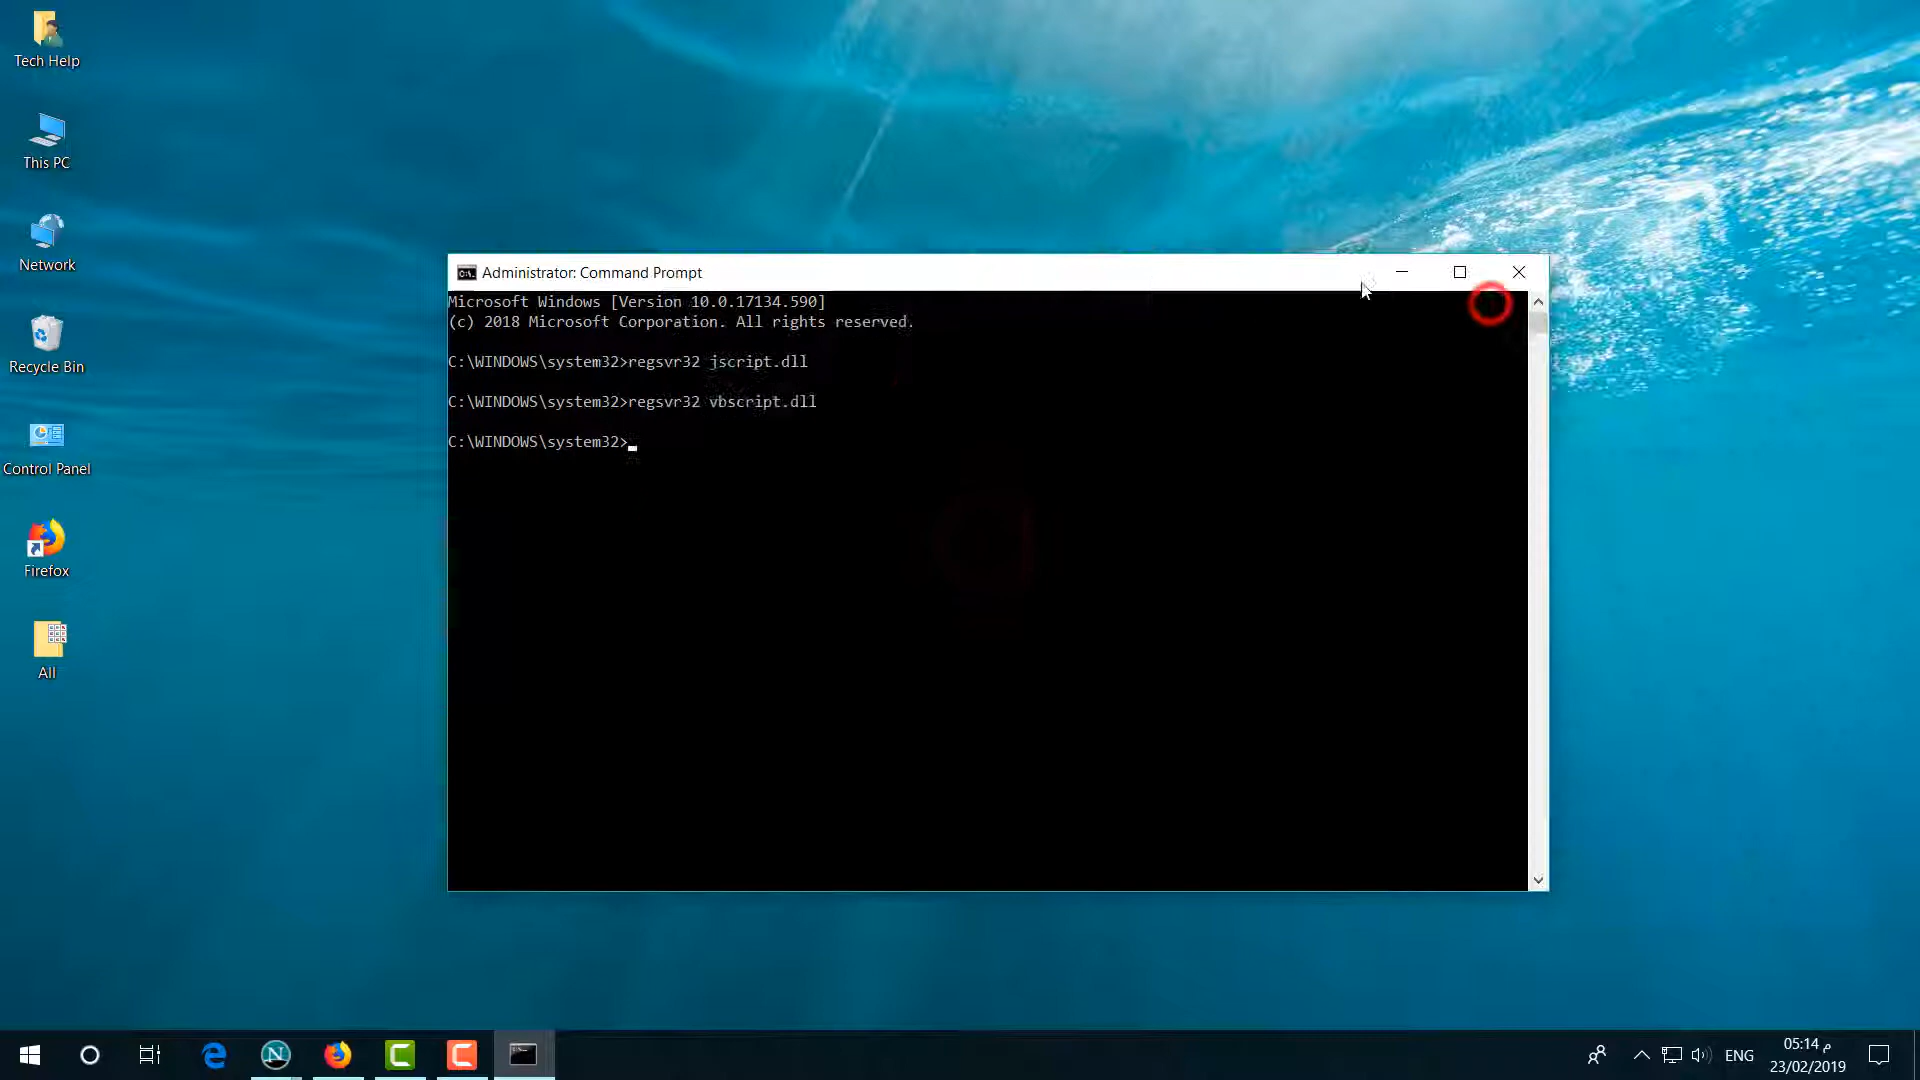 Tech Help
This PC
Network
Recycle Bin
Control Panel
Firefox
All
Administrator: Command Prompt
Microsoft Windows [Version 10.0.17134.590]
(c) 2018 Microsoft Corporation. All rights reserved.
C:\WINDOWS\system32>regsvr32 jscript.dll
C:\WINDOWS\system32>regsvr32 vbscript.dll
C:\WINDOWS\system32>
ENG
05:14 م
23/02/2019